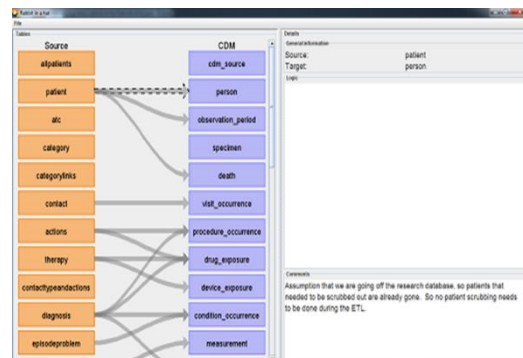 Rabbit in a hat
File
Tables
Source
CDM
allpatients
cdm_source
patient
person
atc
observation_period
category
specimen
categorylinks
death
contact
visit_occurrence
actions
procedure_occurrence
therapy
drug_exposure
contacttypeandactions
device_exposure
diagnosis
condition_occurrence
episodeproblem
measurement
Details
General information
Source: patient
Target: person
Logic
Comments
Assumption that we are going off the research database, so patients that
needed to be scrubbed out are already gone. So no patient scrubbing needs
to be done during the ETL.